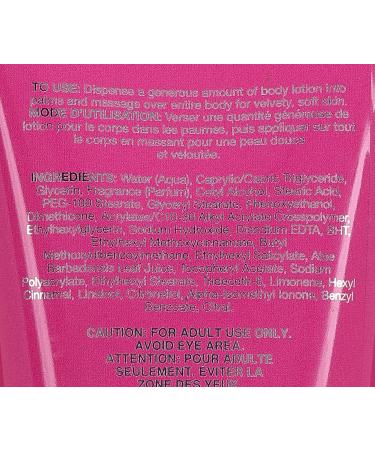 TO USE: Dispense a generous amount of body lotion into
palms and massage over entire body for velvety, soft skin.
MODE D'UTILISATION: Verser une quantité généreuse de
lotion pour le corps dans les paumes, puis appliquer sur tout
le corps en massant pour une peau douce
et veloutée.
INGREDIENTS: Water (Aqua), Caprylic/Capric Triglyceride,
Glycerin, Fragrance (Parfum), Cetyl Alcohol, Stearic Acid,
PEG-100 Stearate, Glyceryl Stearate, Phenoxyethanol,
Dimethicone, Acrylates/C10-30 Alkyl Acrylate Crosspolymer,
Ethylhexylglycerin, Sodium Hydroxide, Disodium EDTA, BHT,
Ethylhexyl Methoxycinnamate, Butyl
Methoxydibenzoylmethane, Ethylhexyl Salicylate, Aloe
Barbadensis Leaf Juice, Tocopheryl Acetate, Sodium
Polyacrylate, Ethylhexyl Stearate, Trideceth-6, Limonene, Hexyl
Cinnamal, Linalool, Citronellol, Alpha-Isomethyl Ionone, Benzyl
Benzoate, Citral.
CAUTION: FOR ADULT USE ONLY.
AVOID EYE AREA.
ATTENTION: POUR ADULTE
SEULEMENT. ÉVITER LA
ZONE DES YEUX.